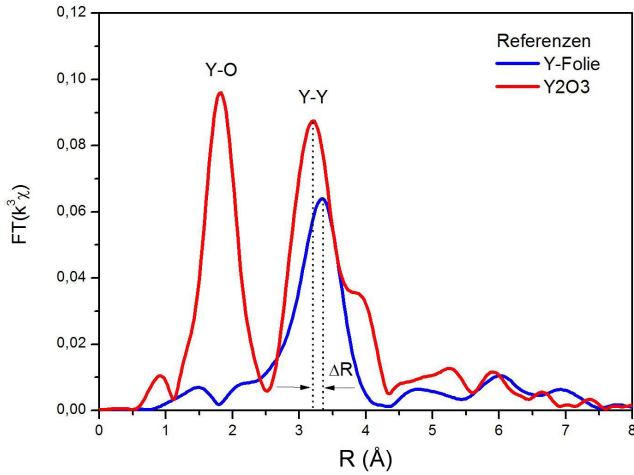 0,12
0,10
0,08
0,06
0,04
0,02
0,00
FT(k³χ)
Y-O
Y-Y
Referenzen
Y-Folie
Y2O3
ΔR
0 1 2 3 4 5 6 7 8
R (Å)